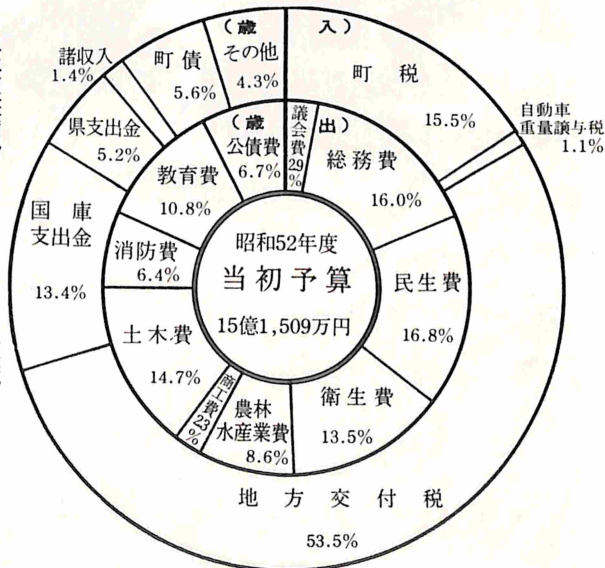 (歳入)
町税
15.5%
自動車
重量譲与税
1.1%
地方交付税
53.5%
国庫
支出金
13.4%
県支出金
5.2%
諸収入
1.4%
町債
5.6%
その他
4.3%
(歳出)
議会費
29%
総務費
16.0%
民生費
16.8%
衛生費
13.5%
農林
水産業費
8.6%
商工費
23%
土木費
14.7%
消防費
6.4%
教育費
10.8%
公債費
6.7%
昭和52年度
当初予算
15億1,509万円